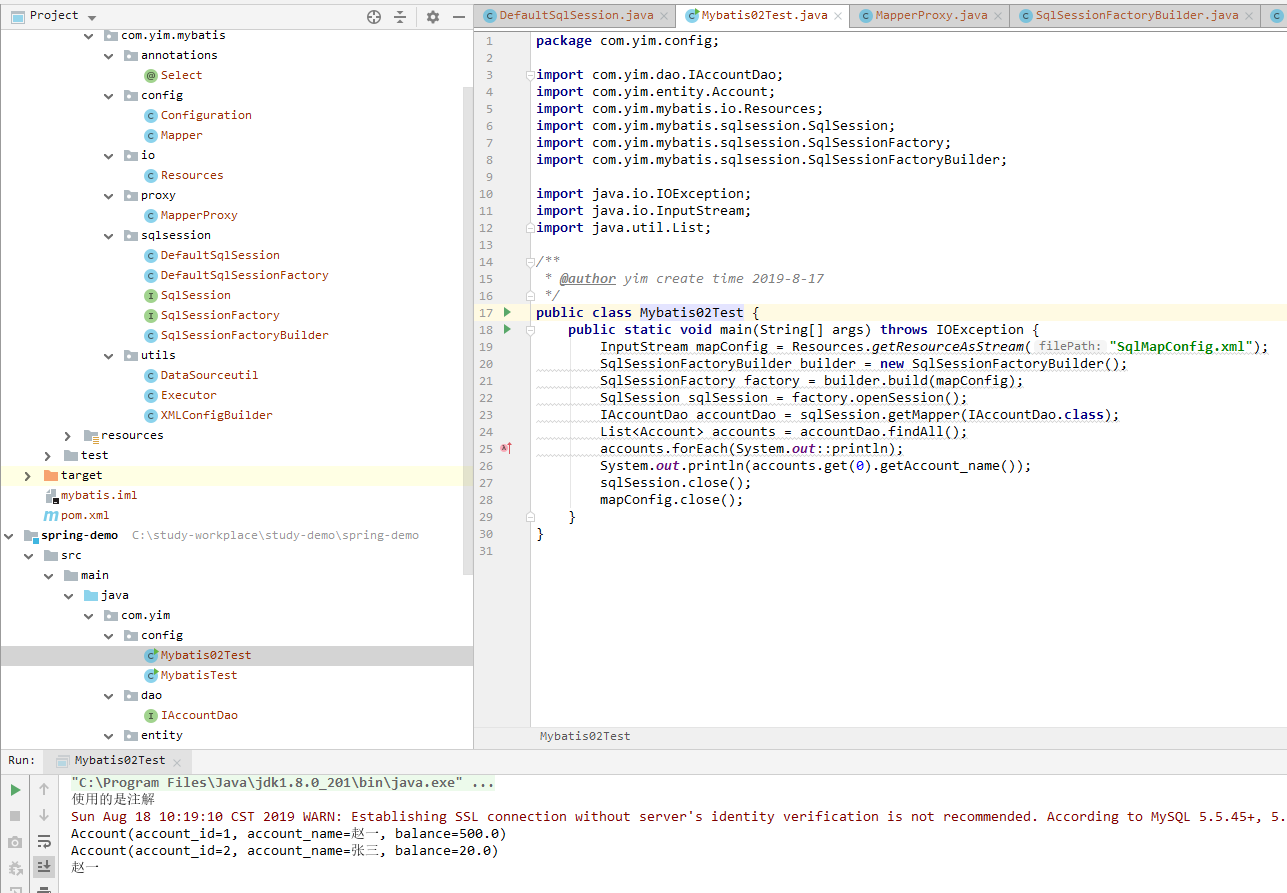 Project
com.yim.mybatis
annotations
Select
config
Configuration
Mapper
io
Resources
proxy
MapperProxy
sqlsession
DefaultSqlSession
DefaultSqlSessionFactory
SqlSession
SqlSessionFactory
SqlSessionFactoryBuilder
utils
DataSourceutil
Executor
XMLConfigBuilder
resources
test
target
mybatis.iml
pom.xml
spring-demo C:\study-workplace\study-demo\spring-demo
src
main
java
com.yim
config
Mybatis02Test
MybatisTest
dao
IAccountDao
entity
DefaultSqlSession.java Mybatis02Test.java MapperProxy.java SqlSessionFactoryBuilder.java
1 package com.yim.config;
2
3 import com.yim.dao.IAccountDao;
4 import com.yim.entity.Account;
5 import com.yim.mybatis.io.Resources;
6 import com.yim.mybatis.sqlsession.SqlSession;
7 import com.yim.mybatis.sqlsession.SqlSessionFactory;
8 import com.yim.mybatis.sqlsession.SqlSessionFactoryBuilder;
9
10 import java.io.IOException;
11 import java.io.InputStream;
12 import java.util.List;
13
14 /**
15 * @author yim create time 2019-8-17
16 */
17 public class Mybatis02Test {
18 public static void main(String[] args) throws IOException {
19 InputStream mapConfig = Resources.getResourceAsStream( filePath: "SqlMapConfig.xml");
20 SqlSessionFactoryBuilder builder = new SqlSessionFactoryBuilder();
21 SqlSessionFactory factory = builder.build(mapConfig);
22 SqlSession sqlSession = factory.openSession();
23 IAccountDao accountDao = sqlSession.getMapper(IAccountDao.class);
24 List<Account> accounts = accountDao.findAll();
25 accounts.forEach(System.out::println);
26 System.out.println(accounts.get(0).getAccount_name());
27 sqlSession.close();
28 mapConfig.close();
29 }
30 }
31
Mybatis02Test
Run: Mybatis02Test
"C:\Program Files\Java\jdk1.8.0_201\bin\java.exe" ...
使用的是注解
Sun Aug 18 10:19:10 CST 2019 WARN: Establishing SSL connection without server's identity verification is not recommended. According to MySQL 5.5.45+, 5.
Account(account_id=1, account_name=赵一, balance=500.0)
Account(account_id=2, account_name=张三, balance=20.0)
赵一